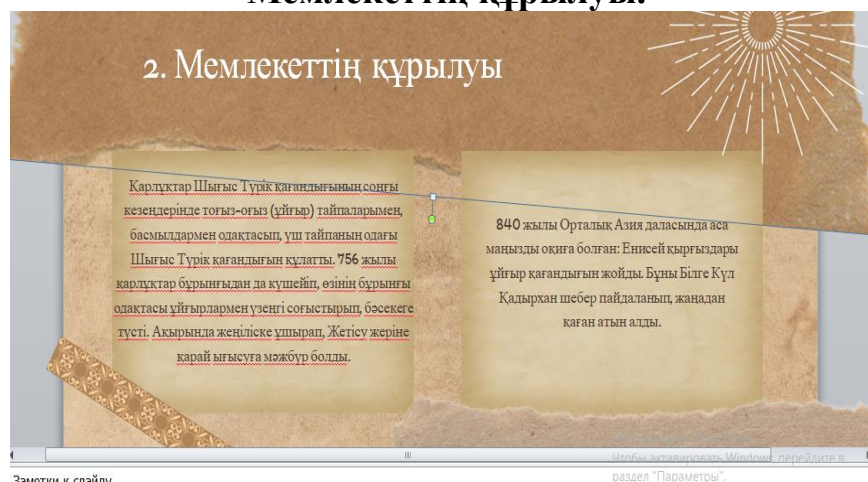 Мемлекеттің құрылуы.
2. Мемлекеттің құрылуы
Қарлұқтар Шығыс Түрік қағандығының соңғы
кезеңдерінде тоғыз-оғыз (ұйғыр) тайпаларымен,
басмылдармен одақтасып, үш тайпаның одағы
Шығыс Түрік қағандығын құлатты. 756 жылы
қарлұқтар бұрынғыдан да күшейіп, өзінің бұрынғы
одақтасы ұйғырлармен үзеңгі соғыстырып, бәсекеге
түсті. Ақырында жеңіліске ұшырап, Жетісу жеріне
қарай ығысуға мәжбүр болды.
840 жылы Орталық Азия даласында аса
маңызды оқиға болған: Енисей қырғыздары
ұйғыр қағандығын жойды. Бұны Білге Күл
Қадырхан шебер пайдаланып, жаңадан
қаған атын алды.
Чтобы активировать Windows, перейдите в
раздел "Параметры".
Заметки к слайду